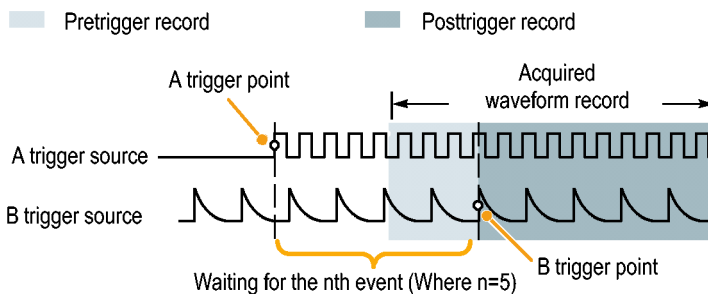 Pretrigger record
Posttrigger record
A trigger point
Acquired
waveform record
A trigger source
B trigger source
B trigger point
Waiting for the nth event (Where n=5)